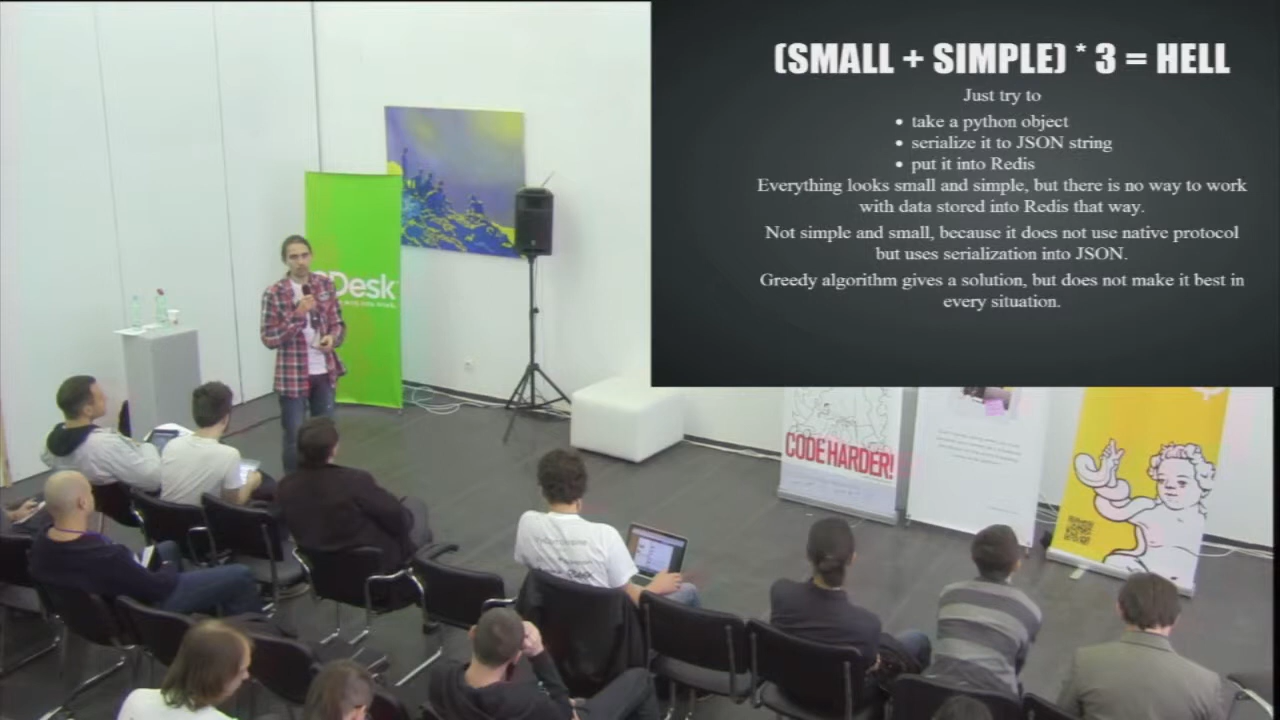 (SMALL + SIMPLE) * 3 = HELL
Just try to
• take a python object
• serialize it to JSON string
• put it into Redis
Everything looks small and simple, but there is no way to work
with data stored into Redis that way.
Not simple and small, because it does not use native protocol
but uses serialization into JSON.
Greedy algorithm gives a solution, but does not make it best in
every situation.
Desk
CODE HARDER!